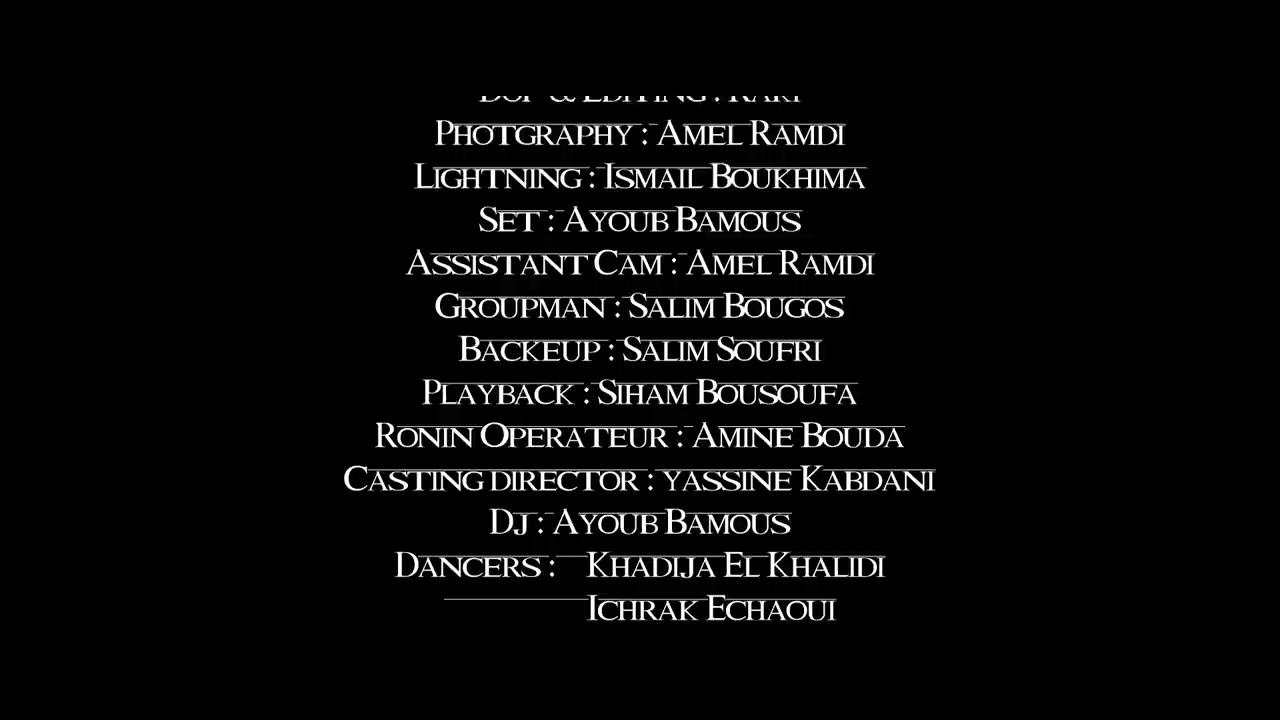 & Editing :
Photgraphy : Amel Ramdi
Lightning : Ismail Boukhima
Set : Ayoub Bamous
Assistant Cam : Amel Ramdi
Groupman : Salim Bougos
Backeup : Salim Soufri
Playback : Siham Bousoufa
Ronin Operateur : Amine Bouda
Casting director : yassine Kabdani
Dj : Ayoub Bamous
Dancers : Khadija El Khalidi
Ichrak Echaoui